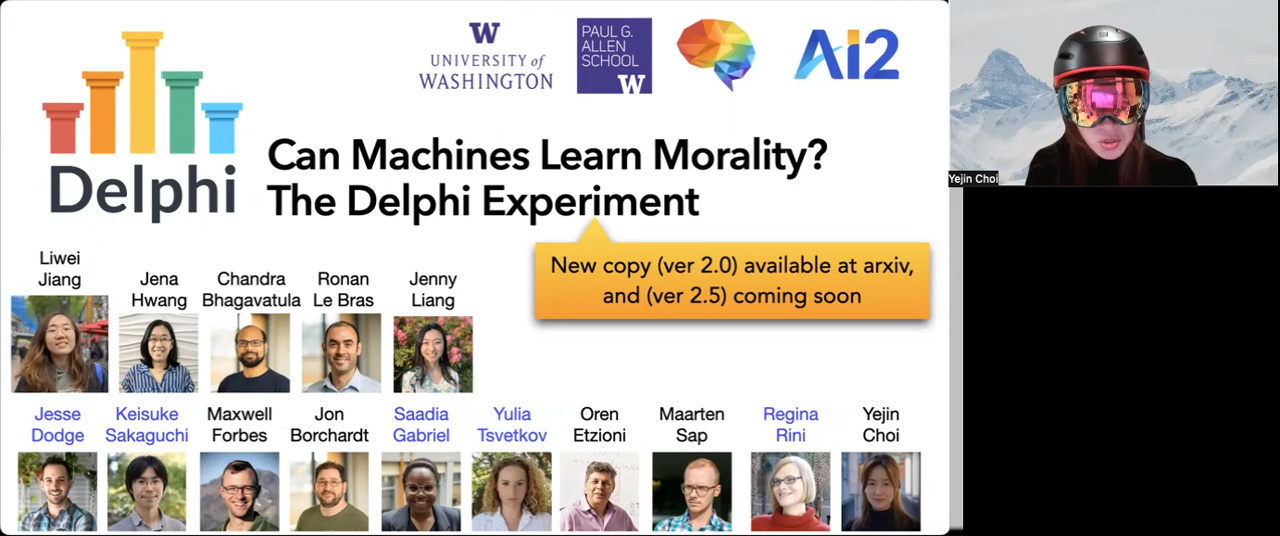 UNIVERSITY of
WASHINGTON
PAUL G.
ALLEN
SCHOOL
W
Ai2
Delphi
Can Machines Learn Morality?
The Delphi Experiment
New copy (ver 2.0) available at arxiv,
and (ver 2.5) coming soon
Liwei
Jiang
Jena
Hwang
Chandra
Bhagavatula
Ronan
Le Bras
Jenny
Liang
Jesse
Dodge
Keisuke
Sakaguchi
Maxwell
Forbes
Jon
Borchardt
Saadia
Gabriel
Yulia
Tsvetkov
Oren
Etzioni
Maarten
Sap
Regina
Rini
Yejin
Choi
Yejin Choi